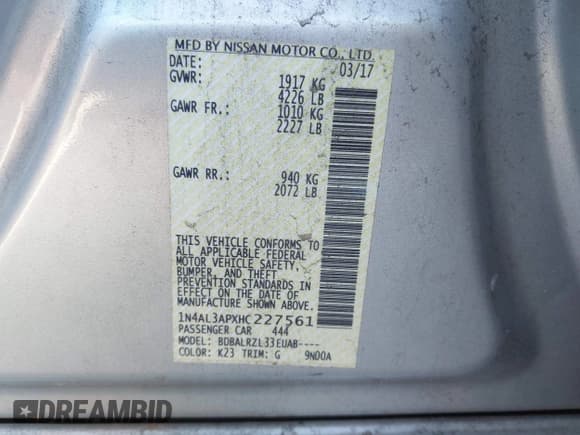 MFD BY NISSAN MOTOR CO., LTD.
DATE: 03/17
GVWR: 1917 KG
4226 LB
GAWR FR.: 1010 KG
2227 LB
GAWR RR.: 940 KG
2072 LB
THIS VEHICLE CONFORMS TO
ALL APPLICABLE FEDERAL
MOTOR VEHICLE SAFETY,
BUMPER, AND THEFT
PREVENTION STANDARDS IN
EFFECT ON THE DATE OF
MANUFACTURE SHOWN ABOVE.
1N4AL3APXHC227561
PASSENGER CAR 444
MODEL: BDBALRZL33EUAB----
COLOR: K23 TRIM: G 9N00A
DREAMBID